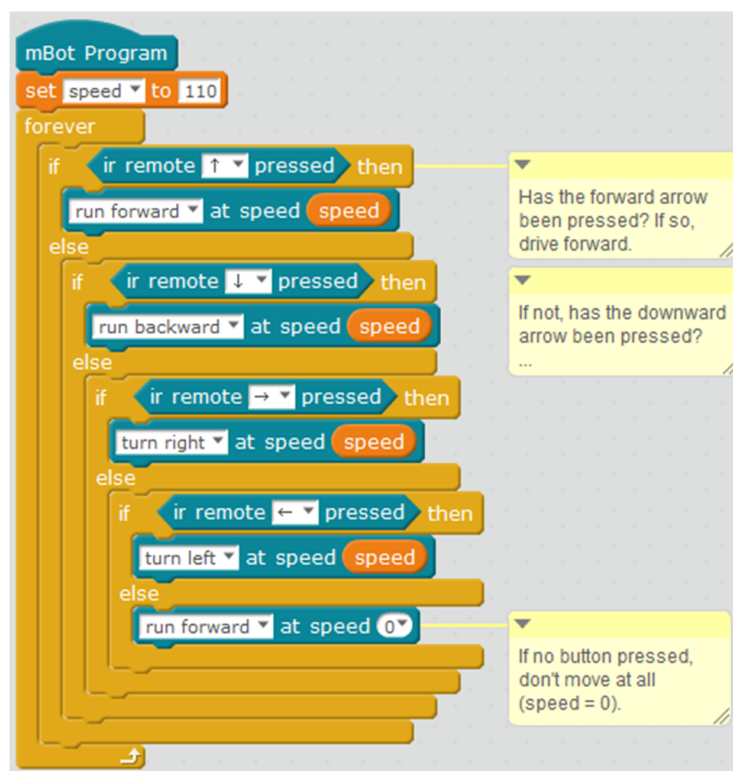 mBot Program
set speed to 110
forever
if ir remote ↑ pressed then
Has the forward arrow
been pressed? If so,
drive forward.
run forward at speed speed
else
if ir remote ↓ pressed then
If not, has the downward
arrow been pressed?
...
run backward at speed speed
else
if ir remote → pressed then
turn right at speed speed
else
if ir remote ← pressed then
turn left at speed speed
else
run forward at speed 0
If no button pressed,
don't move at all
(speed = 0).